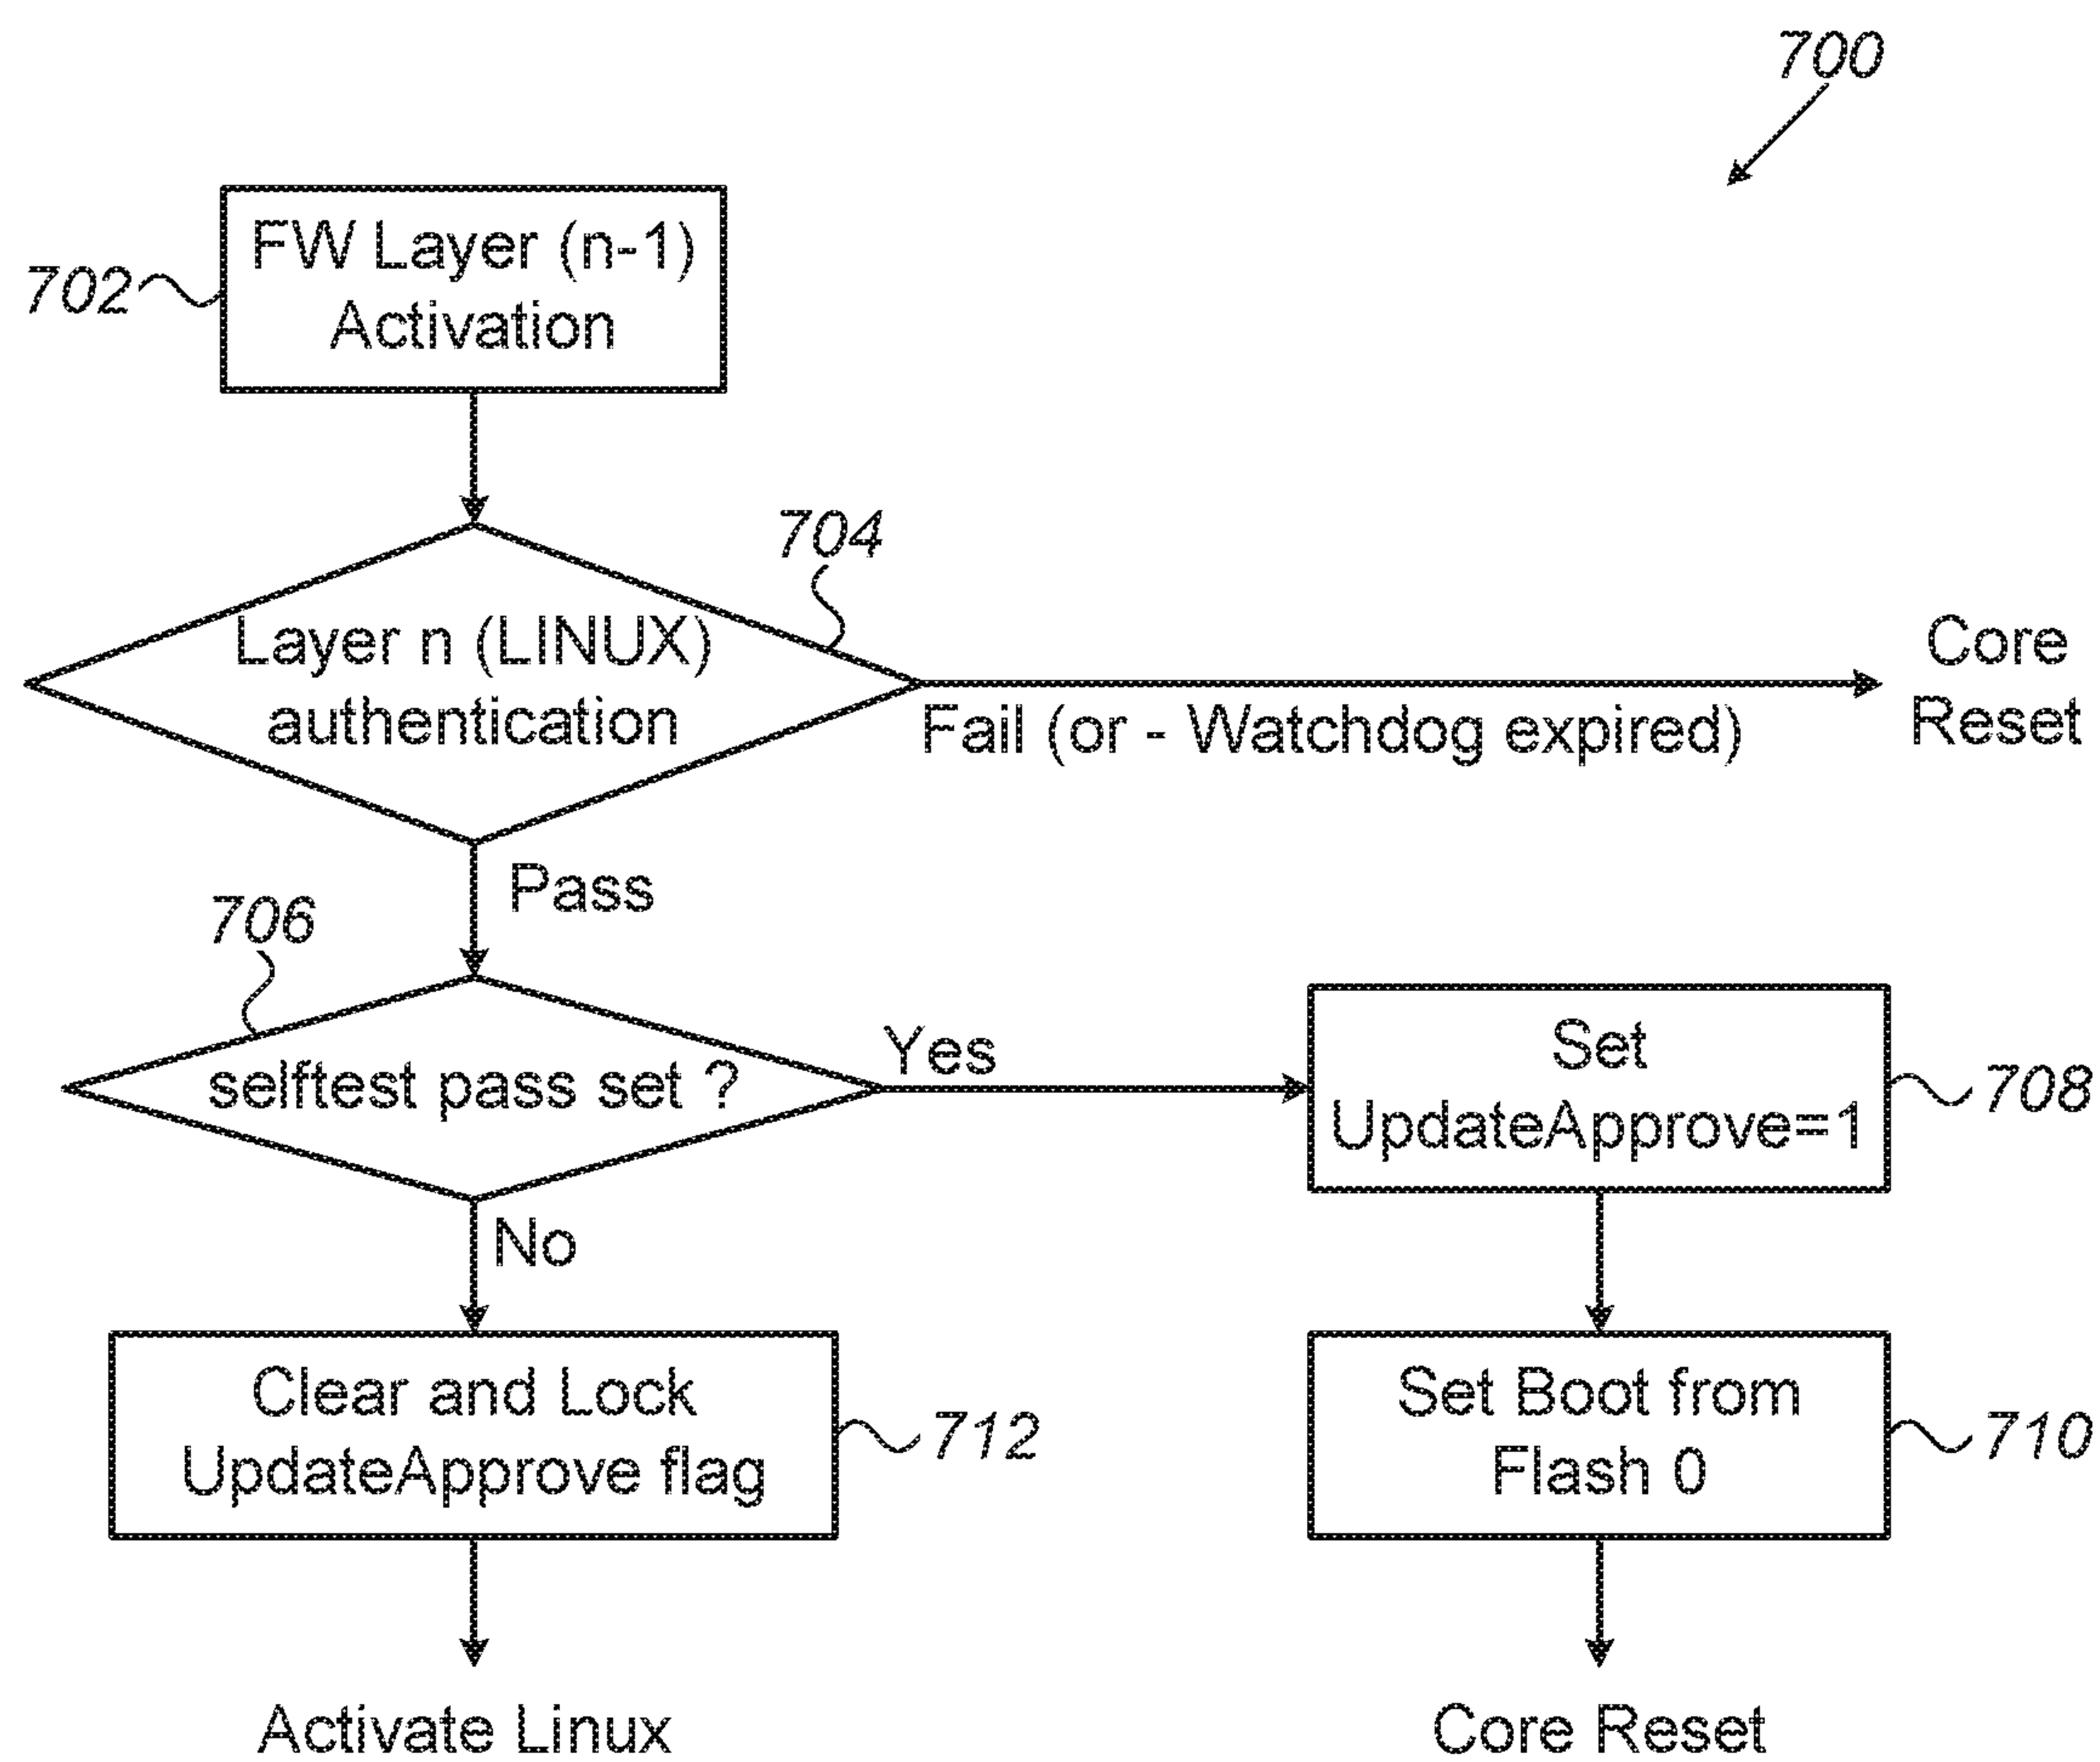 700
FW Layer (n-1)
Activation
702
704
Layer n (LINUX)
authentication
Core
Reset
Fail (or - Watchdog expired)
Pass
706
selftest pass set ?
Yes
Set
UpdateApprove=1
708
No
Clear and Lock
UpdateApprove flag
712
Set Boot from
Flash 0
710
Activate Linux
Core Reset